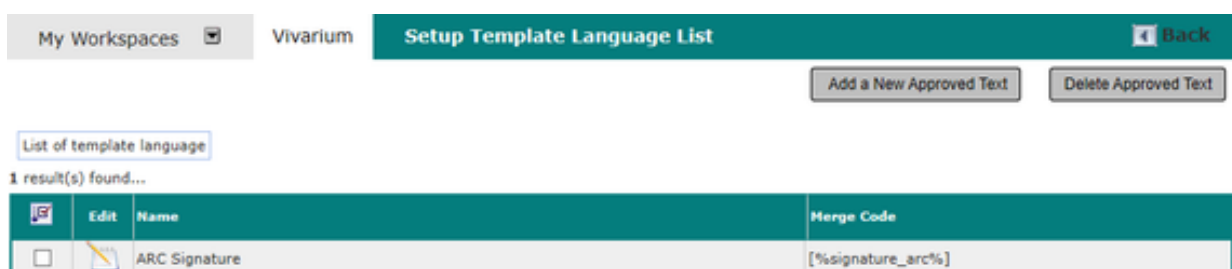 My Workspaces Vivarium Setup Template Language List Back
Add a New Approved Text Delete Approved Text
List of template language
1 result(s) found...
Edit Name Merge Code
ARC Signature [%signature_arc%]